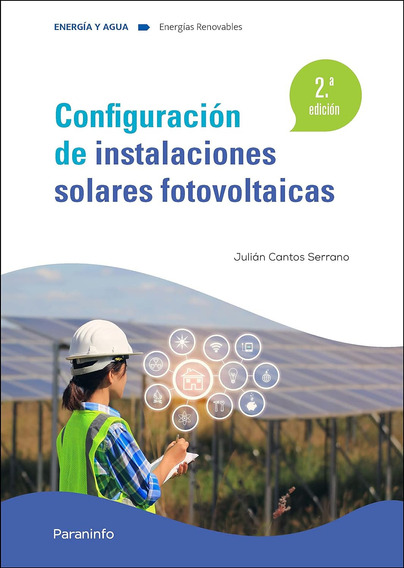 ENERGÍA Y AGUA Energías Renovables
2.ª
edición
Configuración
de instalaciones
solares fotovoltaicas
Julián Cantos Serrano
Paraninfo